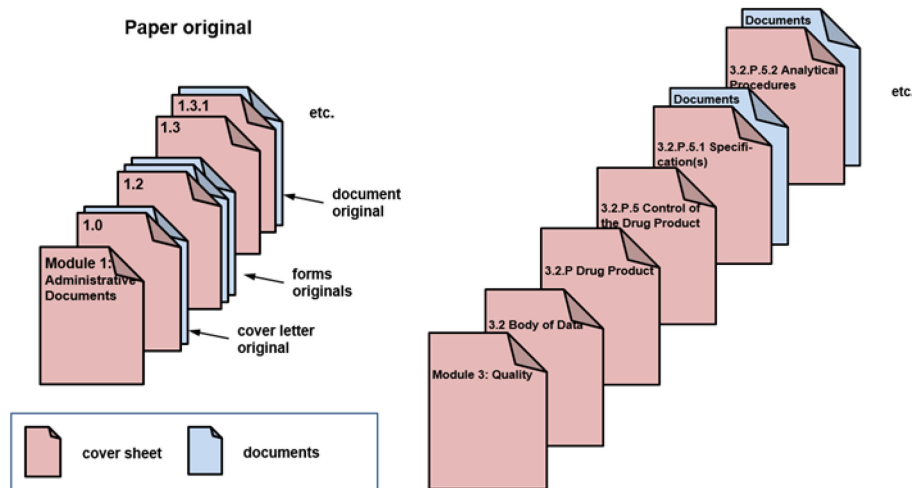 Paper original
1.3.1
1.3
1.2
1.0
Module 1:
Administrative
Documents
etc.
document
original
forms
originals
cover letter
original
cover sheet
documents
Documents
3.2.P.5.2 Analytical
Procedures
etc.
Documents
3.2.P.5.1 Specifi-
cation(s)
3.2.P.5 Control of
the Drug Product
3.2.P Drug Product
3.2 Body of Data
Module 3: Quality